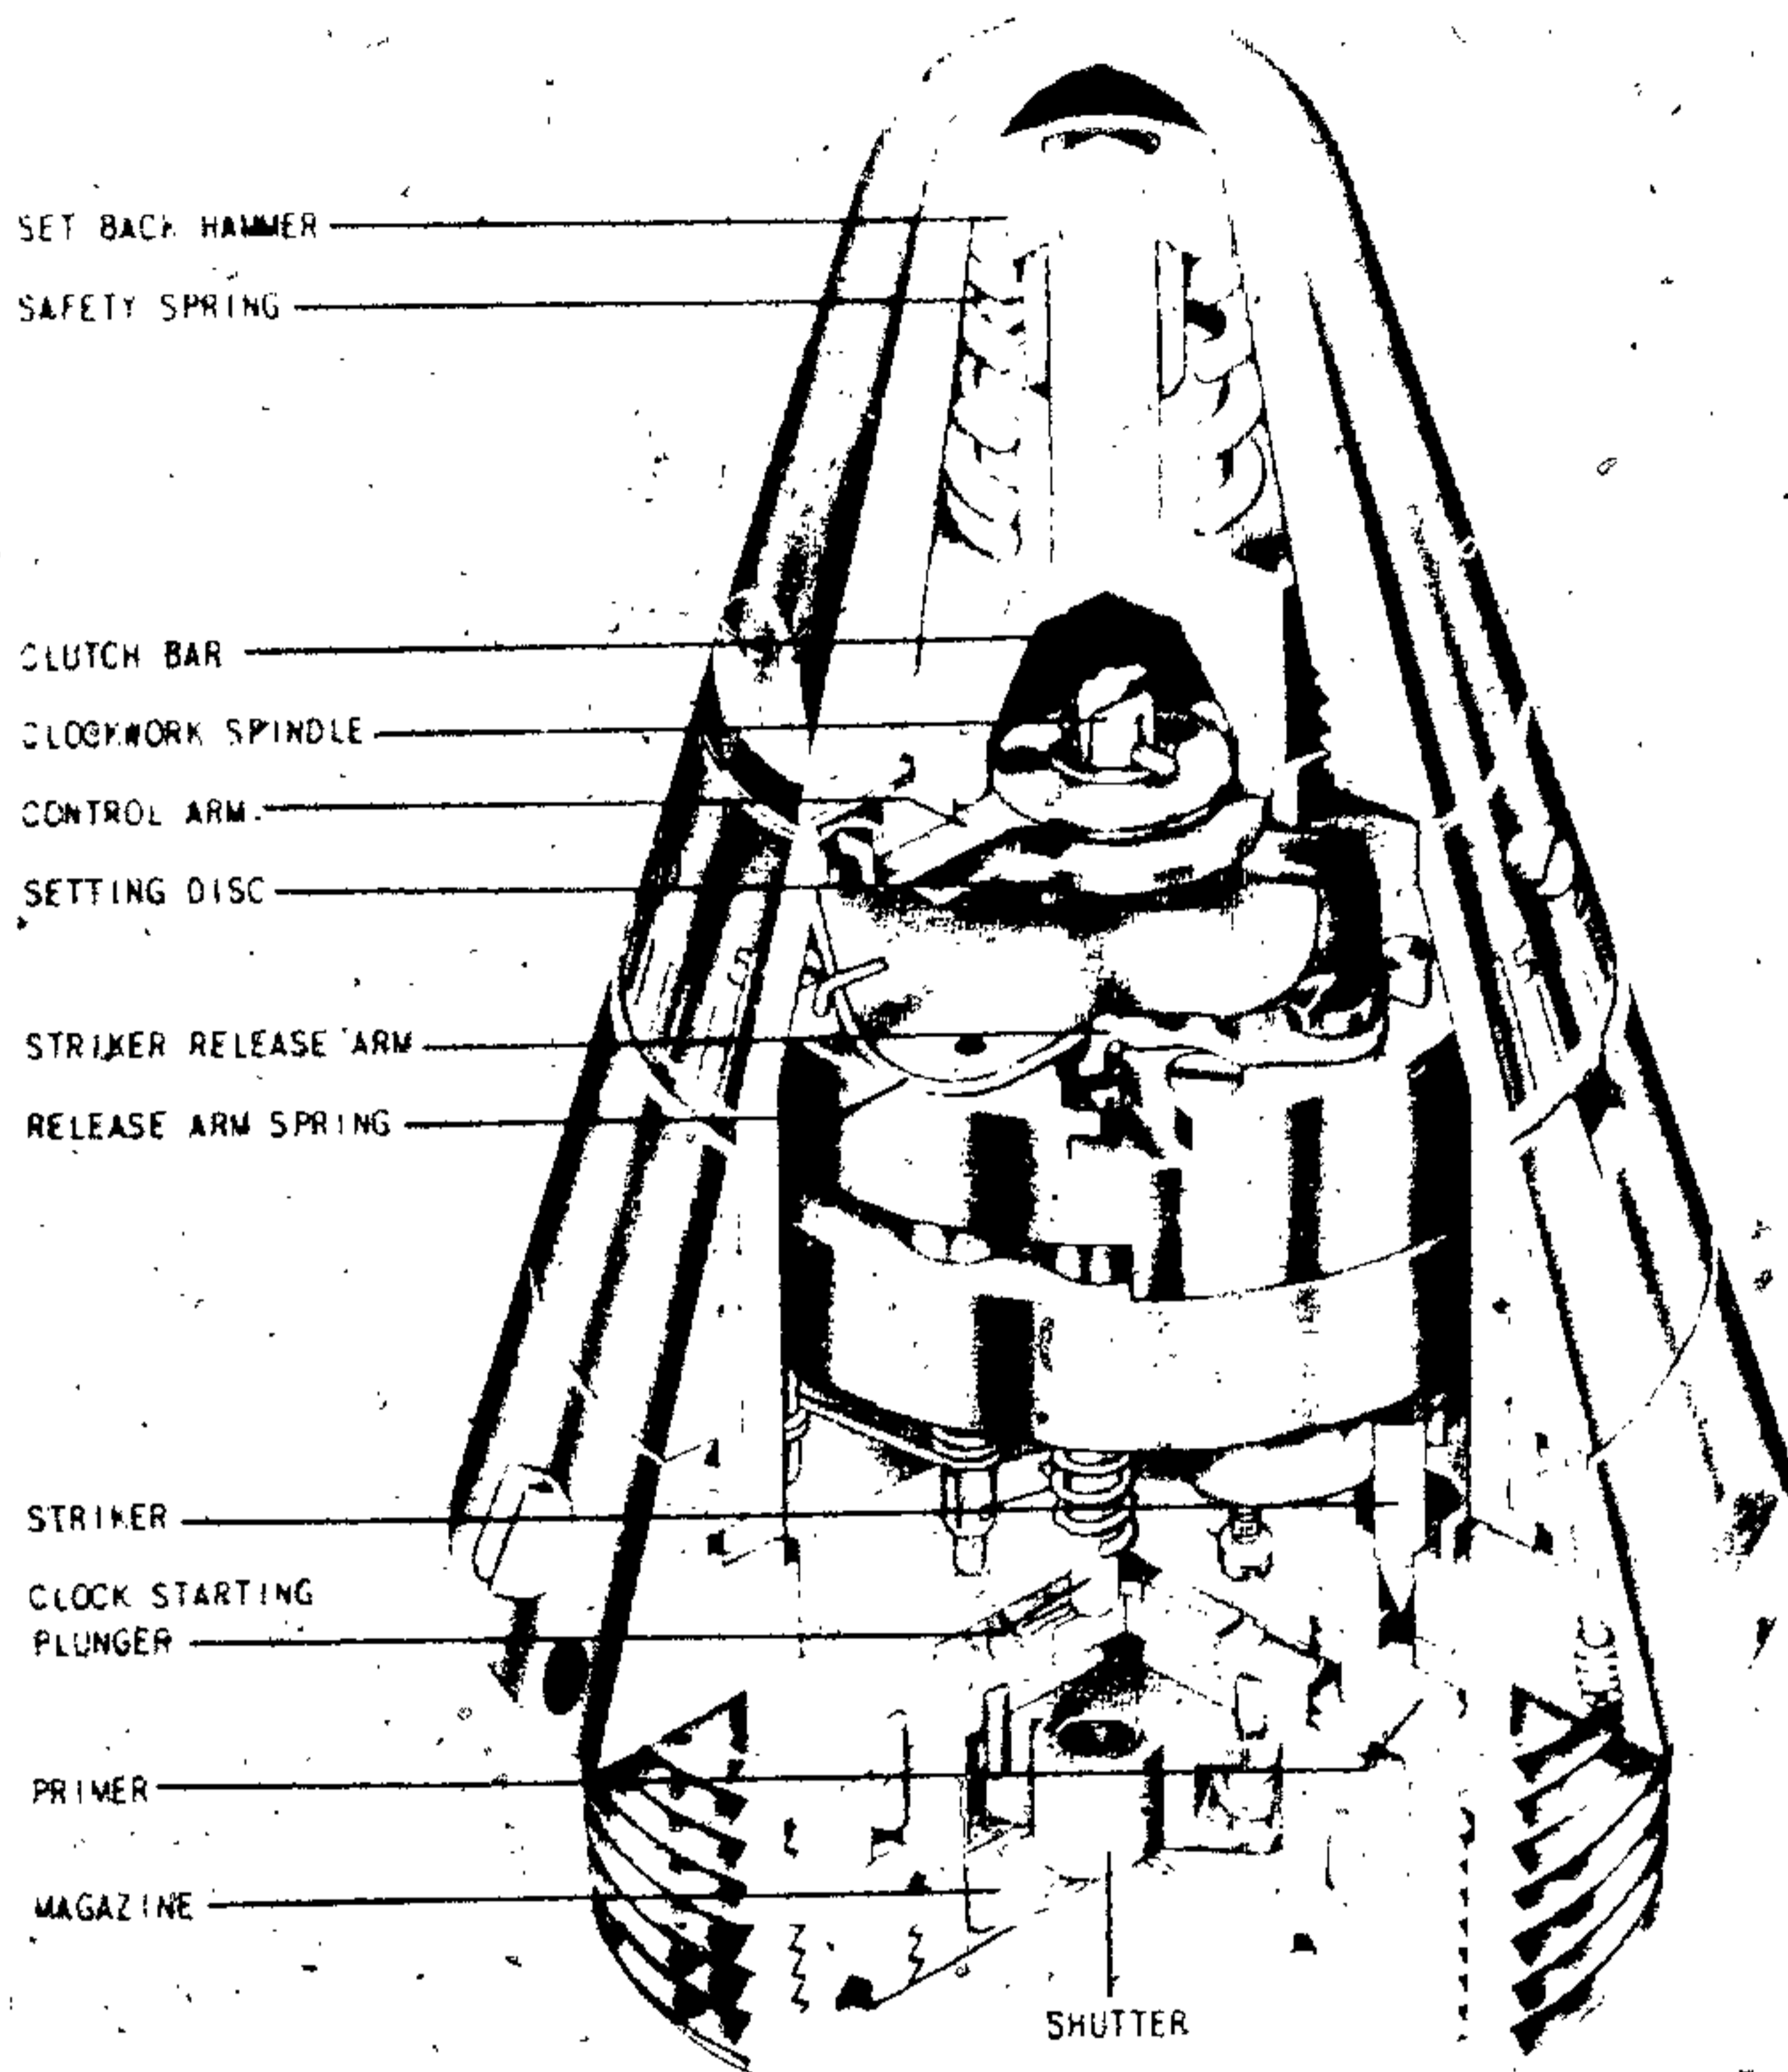 SET BACK HAMMER
SAFETY SPRING
CLUTCH BAR
CLOCKWORK SPINDLE
CONTROL ARM.
SETTING DISC
STRIKER RELEASE ARM
RELEASE ARM SPRING
STRIKER
CLOCK STARTING
PLUNGER
PRIMER
MAGAZINE
SHUTTER